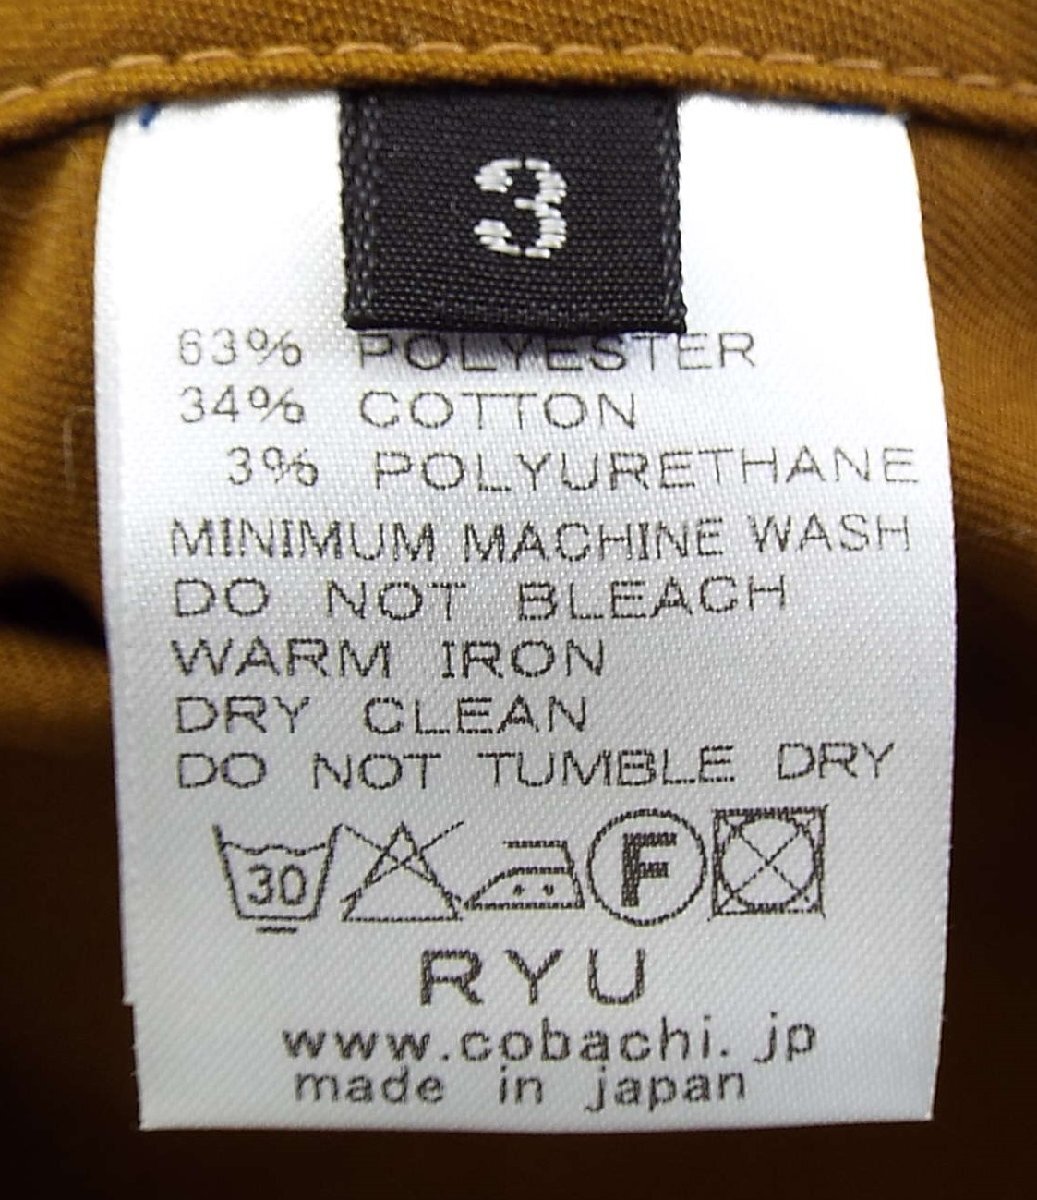 3
63% POLYESTER
34% COTTON
3% POLYURETHANE
MINIMUM MACHINE WASH
DO NOT BLEACH
WARM IRON
DRY CLEAN
DO NOT TUMBLE DRY
30 F
RYU
www.cobachi.jp
made in japan